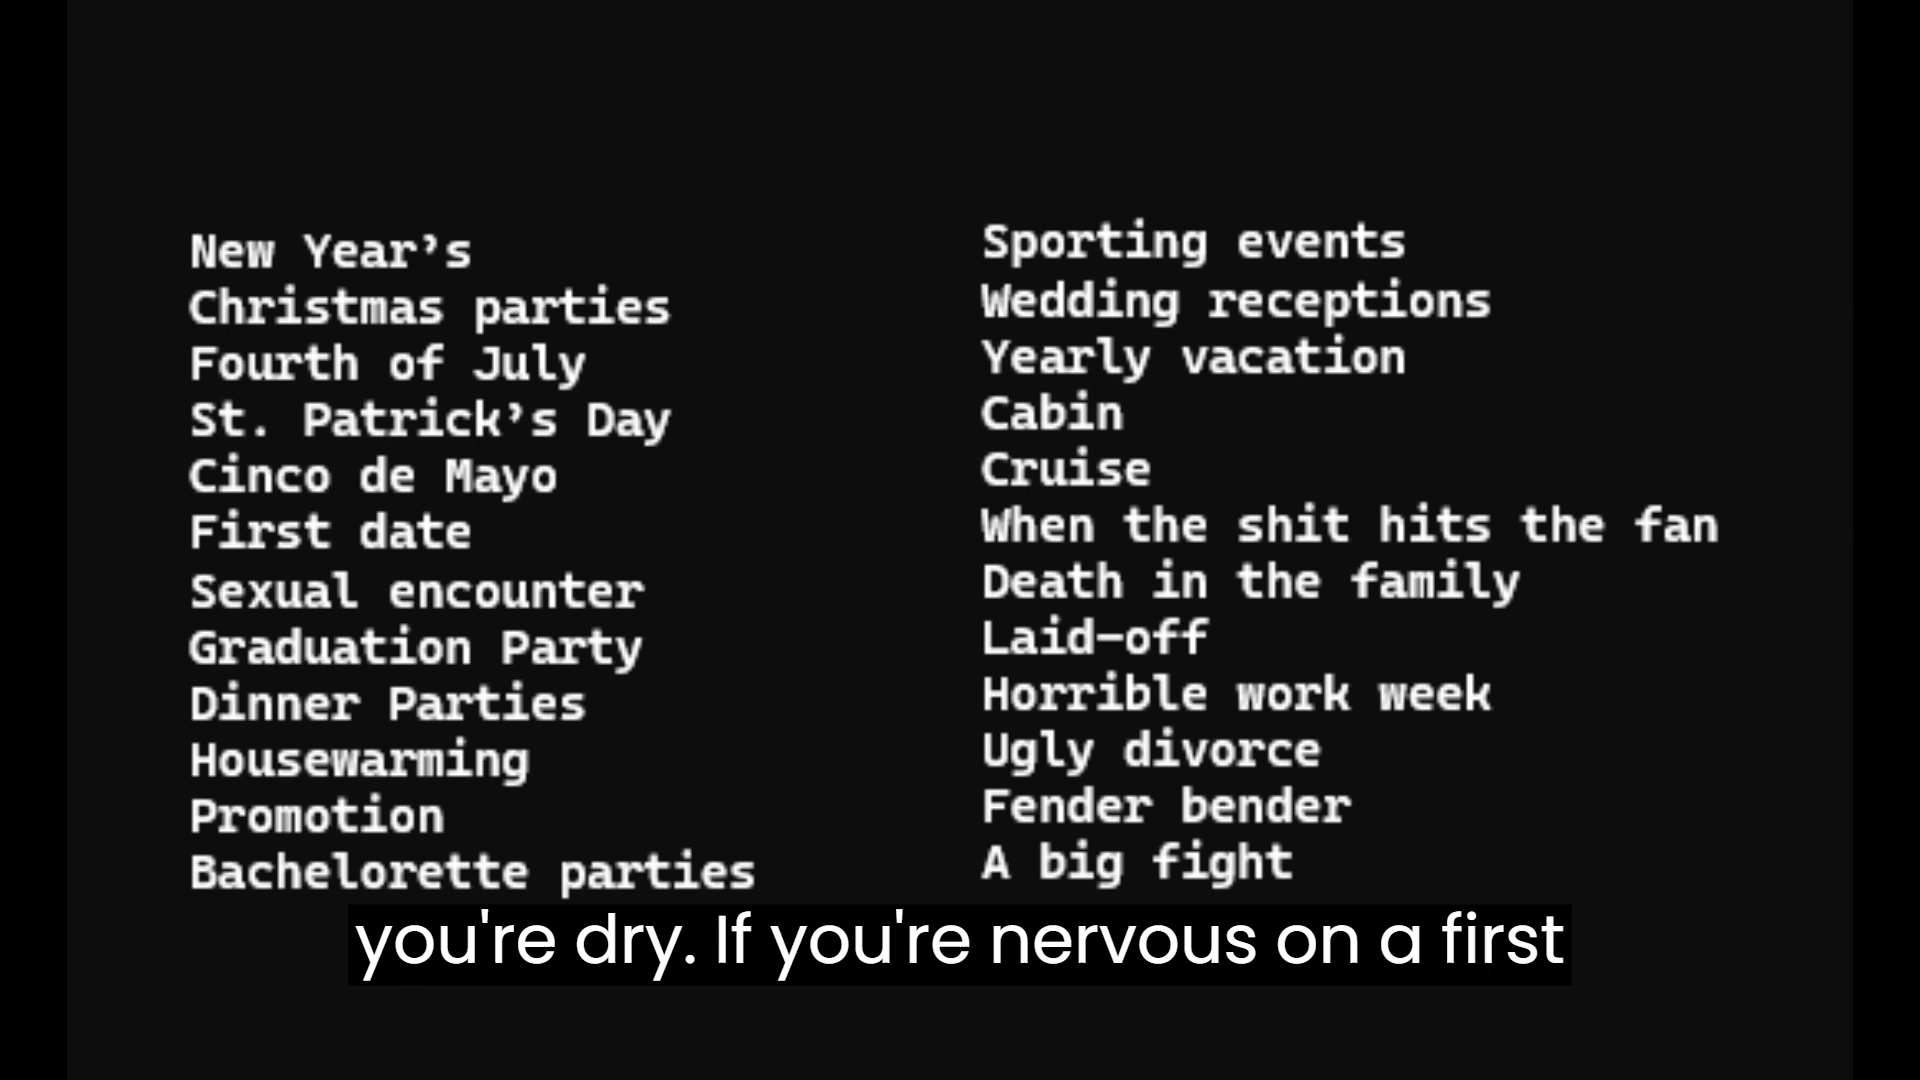 New Year’s
Christmas parties
Fourth of July
St. Patrick’s Day
Cinco de Mayo
First date
Sexual encounter
Graduation Party
Dinner Parties
Housewarming
Promotion
Bachelorette parties
Sporting events
Wedding receptions
Yearly vacation
Cabin
Cruise
When the shit hits the fan
Death in the family
Laid-off
Horrible work week
Ugly divorce
Fender bender
A big fight
you're dry. If you're nervous on a first